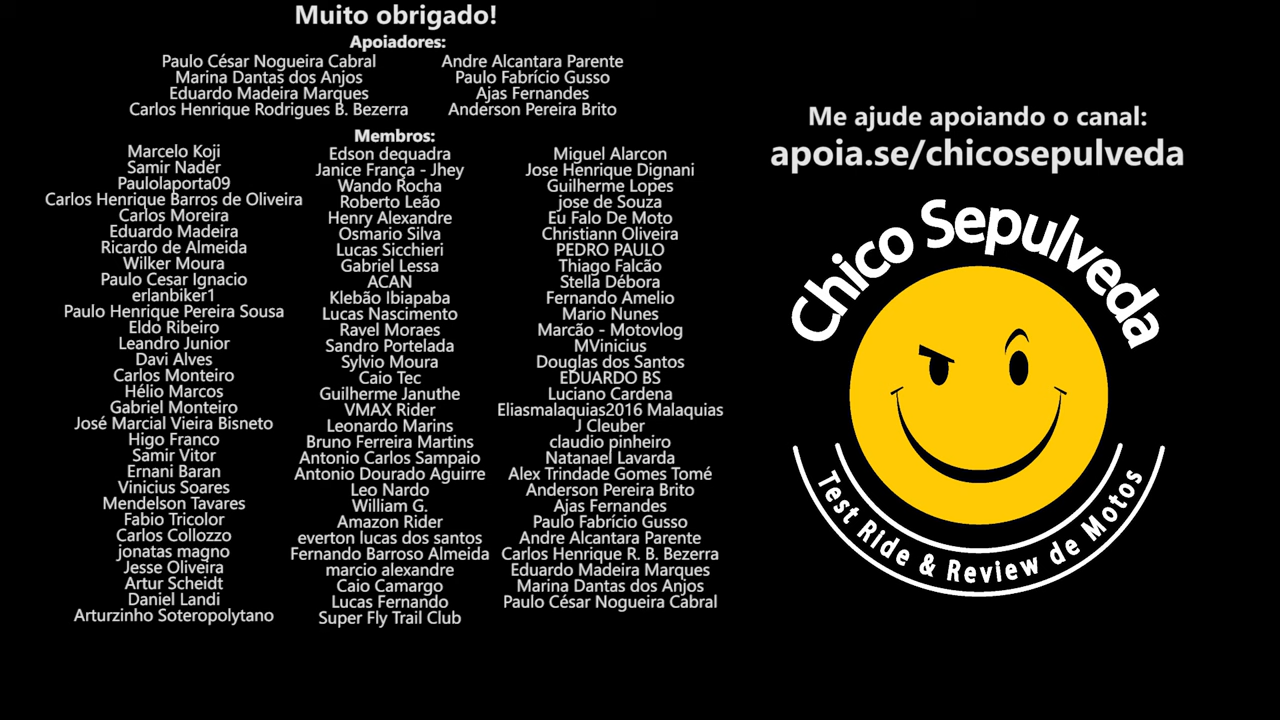 Muito obrigado!
Apoiadores:
Paulo César Nogueira Cabral
Marina Dantas dos Anjos
Eduardo Madeira Marques
Carlos Henrique Rodrigues B. Bezerra
Andre Alcantara Parente
Paulo Fabrício Gusso
Ajas Fernandes
Anderson Pereira Brito
Membros:
Marcelo Koji
Samir Nader
Paulolaporta09
Carlos Henrique Barros de Oliveira
Carlos Moreira
Eduardo Madeira
Ricardo de Almeida
Wilker Moura
Paulo Cesar Ignacio
erlanbiker1
Paulo Henrique Pereira Sousa
Eldo Ribeiro
Leandro Junior
Davi Alves
Carlos Monteiro
Hélio Marcos
Gabriel Monteiro
José Marcial Vieira Bisneto
Higo Franco
Samir Vitor
Ernani Baran
Vinicius Soares
Mendelson Tavares
Fabio Tricolor
Carlos Collozzo
jonatas magno
Jesse Oliveira
Artur Scheidt
Daniel Landi
Arturzinho Soteropolytano
Edson dequadra
Janice França - Jhey
Wando Rocha
Roberto Leão
Henry Alexandre
Osmario Silva
Lucas Sicchieri
Gabriel Lessa
ACAN
Klebão Ibiapaba
Lucas Nascimento
Ravel Moraes
Sandro Portelada
Sylvio Moura
Caio Tec
Guilherme Januthe
VMAX Rider
Leonardo Marins
Bruno Ferreira Martins
Antonio Carlos Sampaio
Antonio Dourado Aguirre
Leo Nardo
William G.
Amazon Rider
everton lucas dos santos
Fernando Barroso Almeida
marcio alexandre
Caio Camargo
Lucas Fernando
Super Fly Trail Club
Miguel Alarcon
Jose Henrique Dignani
Guilherme Lopes
jose de Souza
Eu Falo De Moto
Christiann Oliveira
PEDRO PAULO
Thiago Falcão
Stella Débora
Fernando Amelio
Mario Nunes
Marcão - Motovlog
MVinicius
Douglas dos Santos
EDUARDO BS
Luciano Cardena
Eliasmalaquias2016 Malaquias
J Cleuber
claudio pinheiro
Natanael Lavarda
Alex Trindade Gomes Tomé
Anderson Pereira Brito
Ajas Fernandes
Paulo Fabrício Gusso
Andre Alcantara Parente
Carlos Henrique R. B. Bezerra
Eduardo Madeira Marques
Marina Dantas dos Anjos
Paulo César Nogueira Cabral
Me ajude apoiando o canal:
apoia.se/chicosepulveda
Chico Sepulveda
Test Ride & Review de Motos